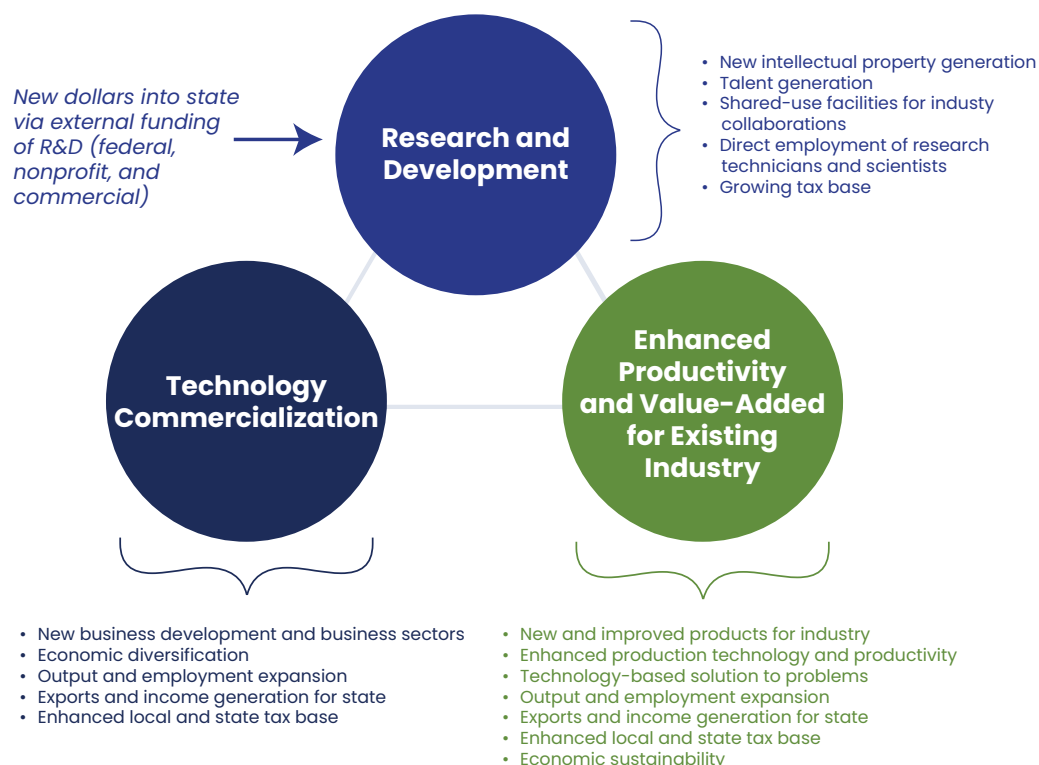 New dollars into state
via external funding
of R&D (federal,
nonprofit, and
commercial)
Research and
Development
• New intellectual property generation
• Talent generation
• Shared-use facilities for industy
collaborations
• Direct employment of research
technicians and scientists
• Growing tax base
Technology
Commercialization
Enhanced
Productivity
and Value-Added
for Existing
Industry
• New business development and business sectors
• Economic diversification
• Output and employment expansion
• Exports and income generation for state
• Enhanced local and state tax base
• New and improved products for industry
• Enhanced production technology and productivity
• Technology-based solution to problems
• Output and employment expansion
• Exports and income generation for state
• Enhanced local and state tax base
• Economic sustainability